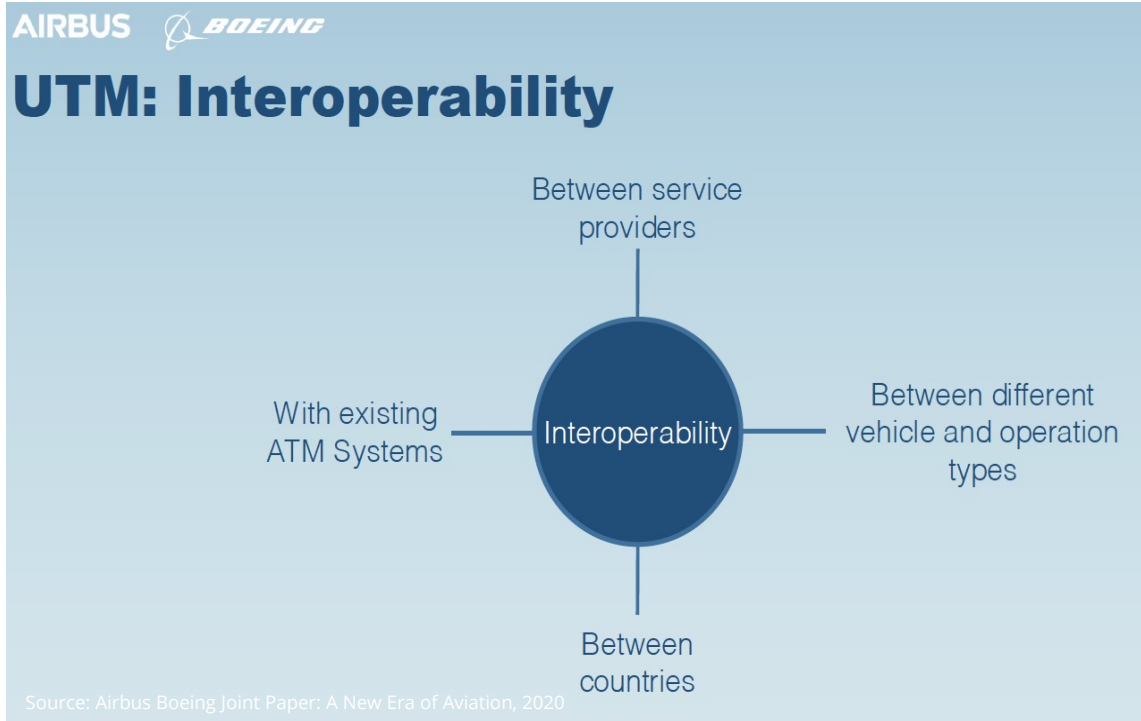 AIRBUS BOEING
UTM: Interoperability
Between service
providers
With existing
ATM Systems
Interoperability
Between different
vehicle and operation
types
Between
countries
Source: Airbus Boeing Joint Paper: A New Era of Aviation, 2020